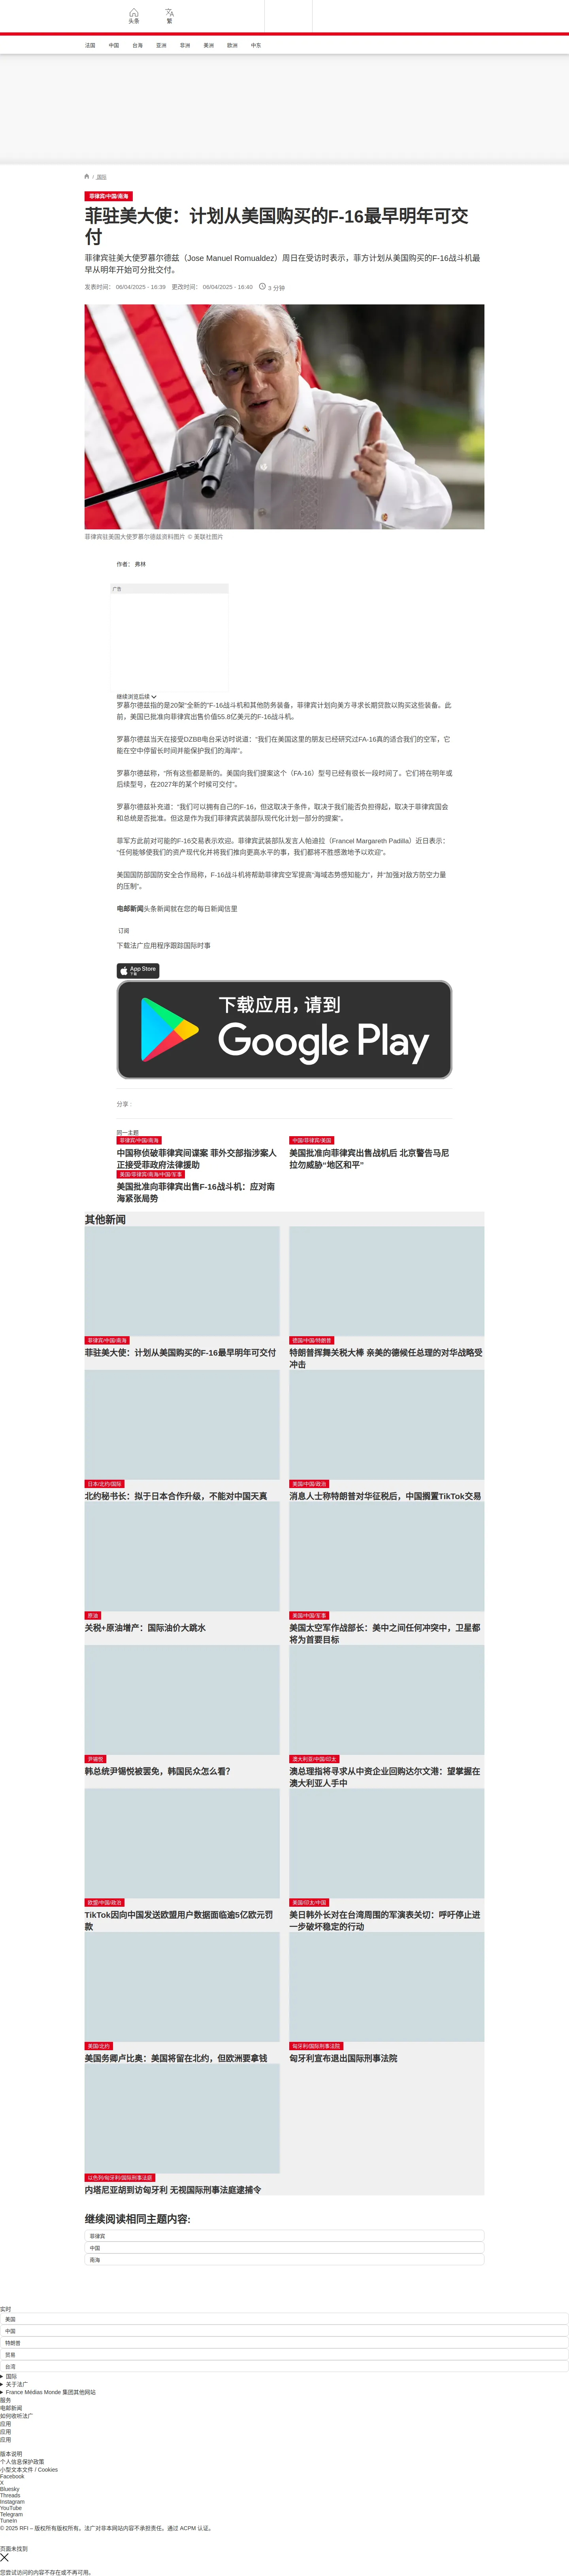 头条
繁
法国 中国 台海 亚洲 非洲 美洲 欧洲 中东
/ 国际
菲律宾/中国/南海
菲驻美大使：计划从美国购买的F-16最早明年可交
付
菲律宾驻美大使罗慕尔德兹（Jose Manuel Romualdez）周日在受访时表示，菲方计划从美国购买的F-16战斗机最
早从明年开始可分批交付。
发表时间： 06/04/2025 - 16:39 更改时间： 06/04/2025 - 16:40 3 分钟
菲律宾驻美国大使罗慕尔德兹资料图片 © 美联社图片
作者： 弗林
广告
继续浏览后续
罗慕尔德兹指的是20架“全新的”F-16战斗机和其他防务装备，菲律宾计划向美方寻求长期贷款以购买这些装备。此
前，美国已批准向菲律宾出售价值55.8亿美元的F-16战斗机。
罗慕尔德兹当天在接受DZBB电台采访时说道：“我们在美国这里的朋友已经研究过FA-16真的适合我们的空军，它
能在空中停留长时间并能保护我们的海岸”。
罗慕尔德兹称，“所有这些都是新的。美国向我们提案这个（FA-16）型号已经有很长一段时间了。它们将在明年或
后续型号，在2027年的某个时候可交付”。
罗慕尔德兹补充道：“我们可以拥有自己的F-16，但这取决于条件，取决于我们能否负担得起，取决于菲律宾国会
和总统是否批准。但这是作为我们菲律宾武装部队现代化计划一部分的提案”。
菲军方此前对可能的F-16交易表示欢迎。菲律宾武装部队发言人帕迪拉（Francel Margareth Padilla）近日表示：
“任何能够使我们的资产现代化并将我们推向更高水平的事，我们都将不胜感激地予以欢迎”。
美国国防部国防安全合作局称，F-16战斗机将帮助菲律宾空军提高“海域态势感知能力”，并“加强对敌方防空力量
的压制”。
电邮新闻头条新闻就在您的每日新闻信里
订阅
下载法广应用程序跟踪国际时事
App Store
下载
下载应用，请到
Google Play
分享 :
同一主题
菲律宾/中国/南海
中国称侦破菲律宾间谍案 菲外交部指涉案人
正接受菲政府法律援助
中国/菲律宾/美国
美国批准向菲律宾出售战机后 北京警告马尼
拉勿威胁“地区和平”
美国/菲律宾/南海/中国/军事
美国批准向菲律宾出售F-16战斗机：应对南
海紧张局势
其他新闻
菲律宾/中国/南海
菲驻美大使：计划从美国购买的F-16最早明年可交付
德国/中国/特朗普
特朗普挥舞关税大棒 亲美的德候任总理的对华战略受
冲击
日本/北约/国际
北约秘书长：拟于日本合作升级，不能对中国天真
美国/中国/政治
消息人士称特朗普对华征税后，中国搁置TikTok交易
原油
关税+原油增产：国际油价大跳水
美国/中国/军事
美国太空军作战部长：美中之间任何冲突中，卫星都
将为首要目标
尹锡悦
韩总统尹锡悦被罢免，韩国民众怎么看？
澳大利亚/中国/印太
澳总理指将寻求从中资企业回购达尔文港：望掌握在
澳大利亚人手中
欧盟/中国/政治
TikTok因向中国发送欧盟用户数据面临逾5亿欧元罚
款
美国/印太/中国
美日韩外长对在台湾周围的军演表关切：呼吁停止进
一步破坏稳定的行动
美国/北约
美国务卿卢比奥：美国将留在北约，但欧洲要拿钱
匈牙利/国际刑事法院
匈牙利宣布退出国际刑事法院
以色列/匈牙利/国际刑事法庭
内塔尼亚胡到访匈牙利 无视国际刑事法庭逮捕令
继续阅读相同主题内容:
菲律宾
中国
南海
实时
美国
中国
特朗普
贸易
台湾
国际
关于法广
France Médias Monde 集团其他网站
服务
电邮新闻
如何收听法广
应用
应用
应用
版本说明
个人信息保护政策
小型文本文件 / Cookies
Facebook
X
Bluesky
Threads
Instagram
YouTube
Telegram
TuneIn
© 2025 RFI – 版权所有版权所有。法广对非本网站内容不承担责任。通过 ACPM 认证。
页面未找到
您尝试访问的内容不存在或不再可用。